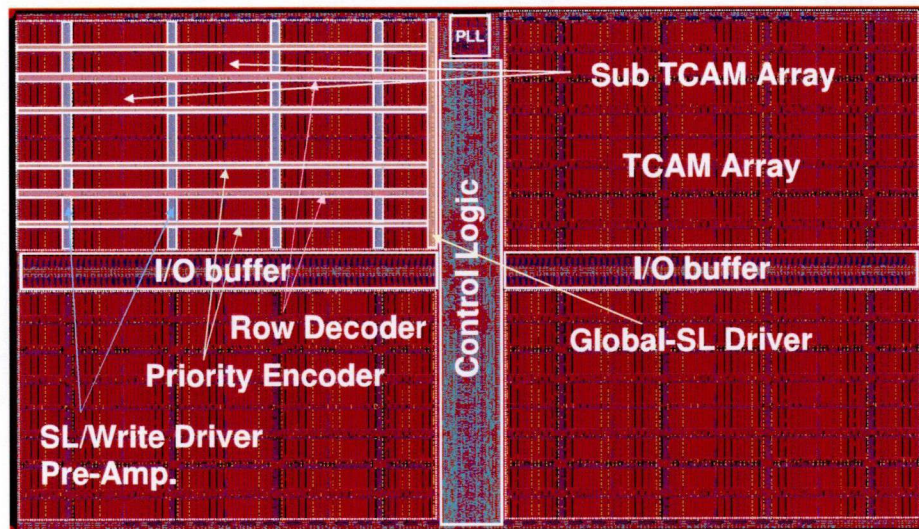 PLL
Sub TCAM Array
TCAM Array
Control Logic
I/O buffer
I/O buffer
Row Decoder
Global-SL Driver
Priority Encoder
SL/Write Driver
Pre-Amp.